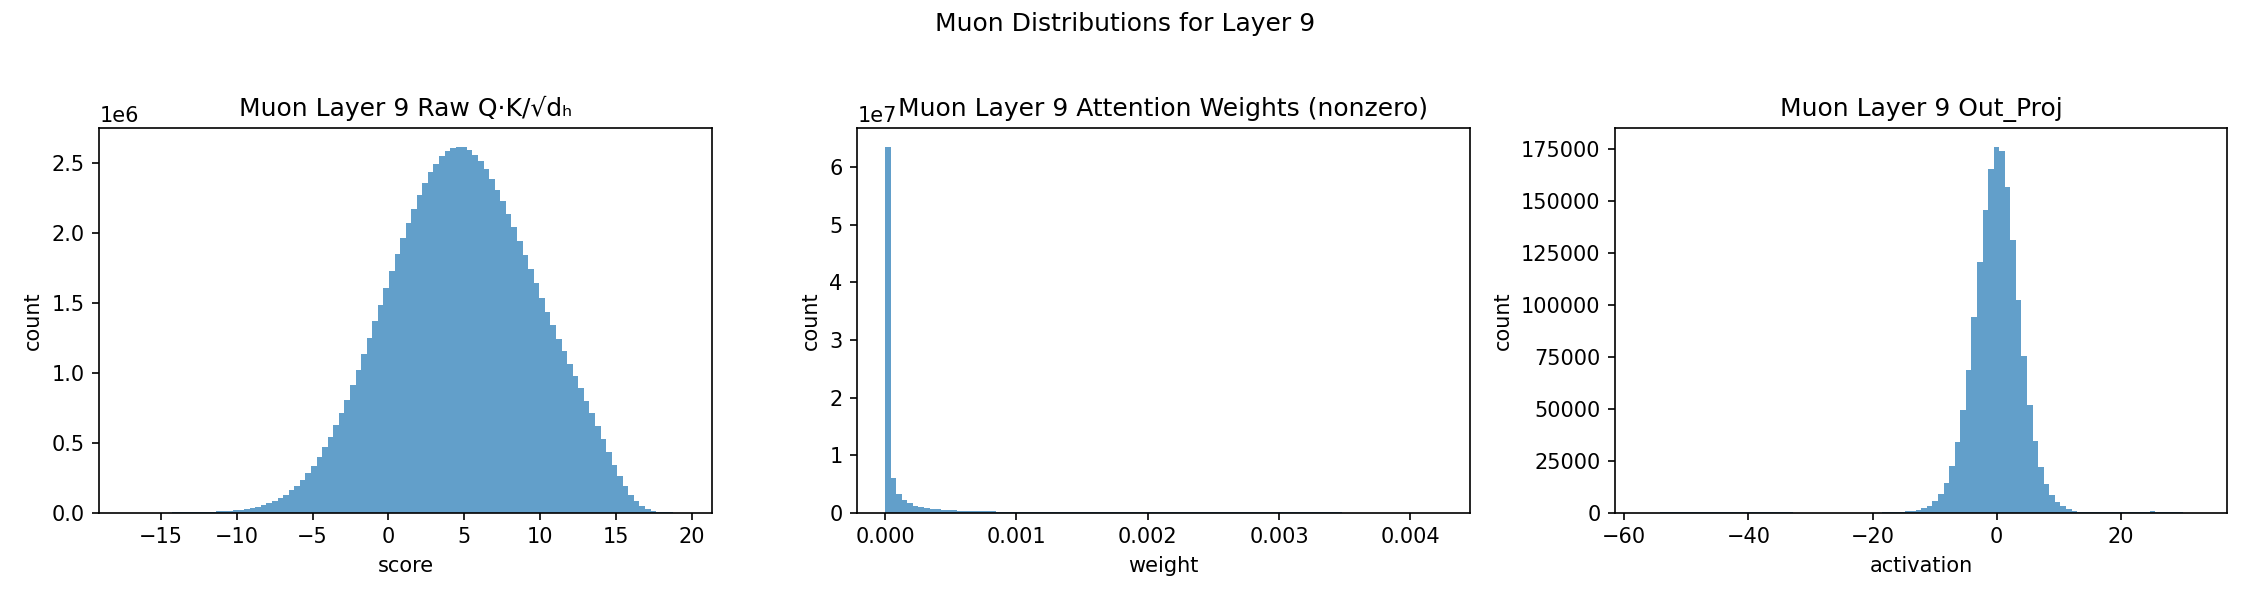 Muon Distributions for Layer 9
Muon Layer 9 Raw Q·K/√dₕ
1e6
2.5
2.0
1.5
1.0
0.5
0.0
count
−15 −10 −5 0 5 10 15 20
score
Muon Layer 9 Attention Weights (nonzero)
1e7
6
5
4
3
2
1
0
count
0.000 0.001 0.002 0.003 0.004
weight
Muon Layer 9 Out_Proj
175000
150000
125000
100000
75000
50000
25000
0
count
−60 −40 −20 0 20
activation